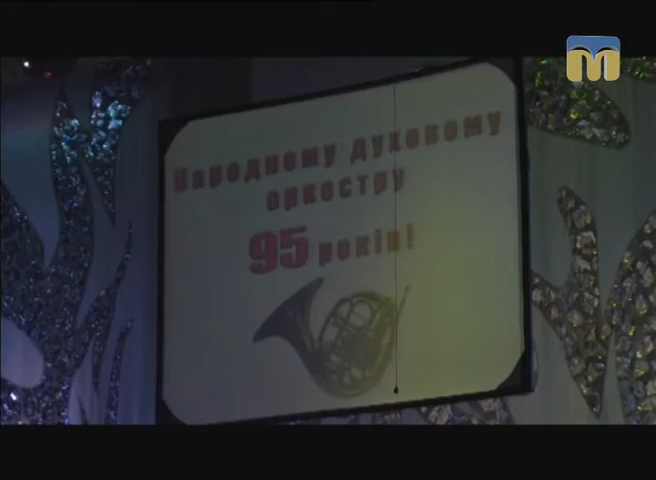 Народному духовому
оркестру
95 років!